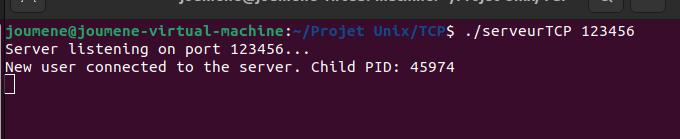 joumene@joumene-virtual-machine:~/Projet Unix/TCP$ ./serveurTCP 123456
Server listening on port 123456...
New user connected to the server. Child PID: 45974